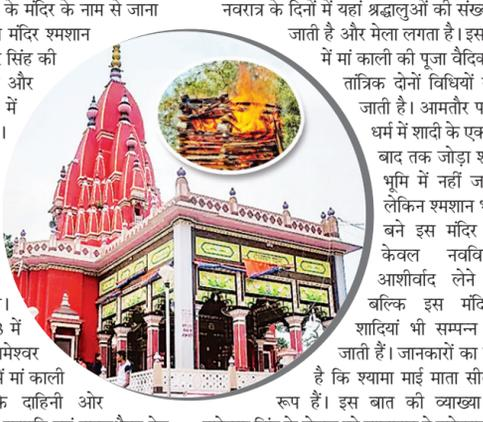 के मंदिर के नाम से जाना
मंदिर श्मशान
सिंह की
और
में
।
।
में
मेश्वर
मां काली
दाहिनी ओर
नवरात्र के दिनों में यहां श्रद्धालुओं की संख
जाती है और मेला लगता है। इस
में मां काली की पूजा वैदिक
तांत्रिक दोनों विधियों
जाती है। आमतौर प
धर्म में शादी के एक
बाद तक जोड़ा श
भूमि में नहीं ज
लेकिन श्मशान भ
बने इस मंदिर
केवल नववि
आशीर्वाद लेने
बल्कि इस मंदि
शादियां भी सम्पन्न
जाती हैं। जानकारों का
है कि श्यामा माई माता सी
रूप हैं। इस बात की व्याख्या